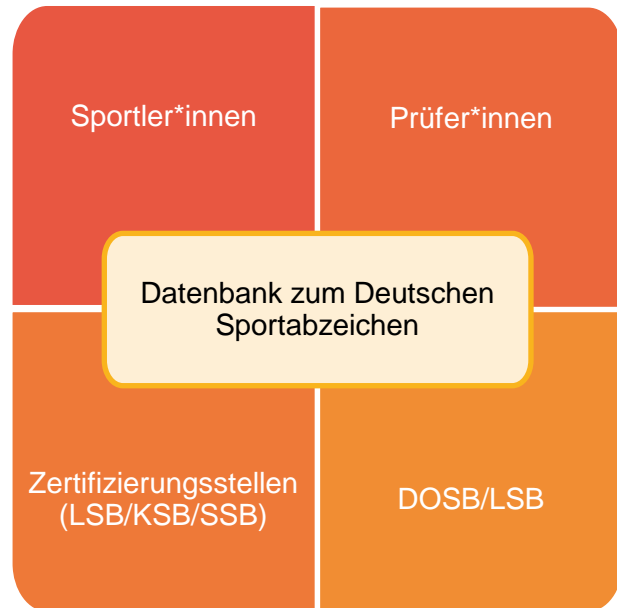 Sportler*innen
Prüfer*innen
Datenbank zum Deutschen
Sportabzeichen
Zertifizierungsstellen
(LSB/KSB/SSB)
DOSB/LSB